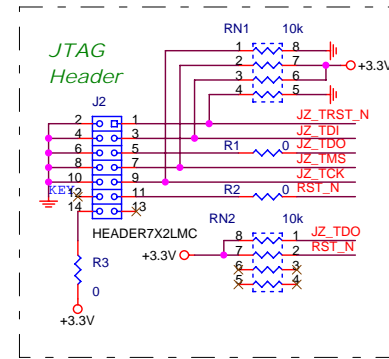 JTAG
Header
RN1 10k
1 8
2 7
3 6
4 5
+3.3V
J2
2 1 JZ_TRST_N
4 3 JZ_TDI
6 5 R1 0 JZ_TDO
8 7 JZ_TMS
10 9 JZ_TCK
KEY 12 11 R2 0 RST_N
14 13
HEADER7X2LMC
RN2 10k
+3.3V
8 1 JZ_TDO
7 2 RST_N
6 3
5 4
R3
0
+3.3V